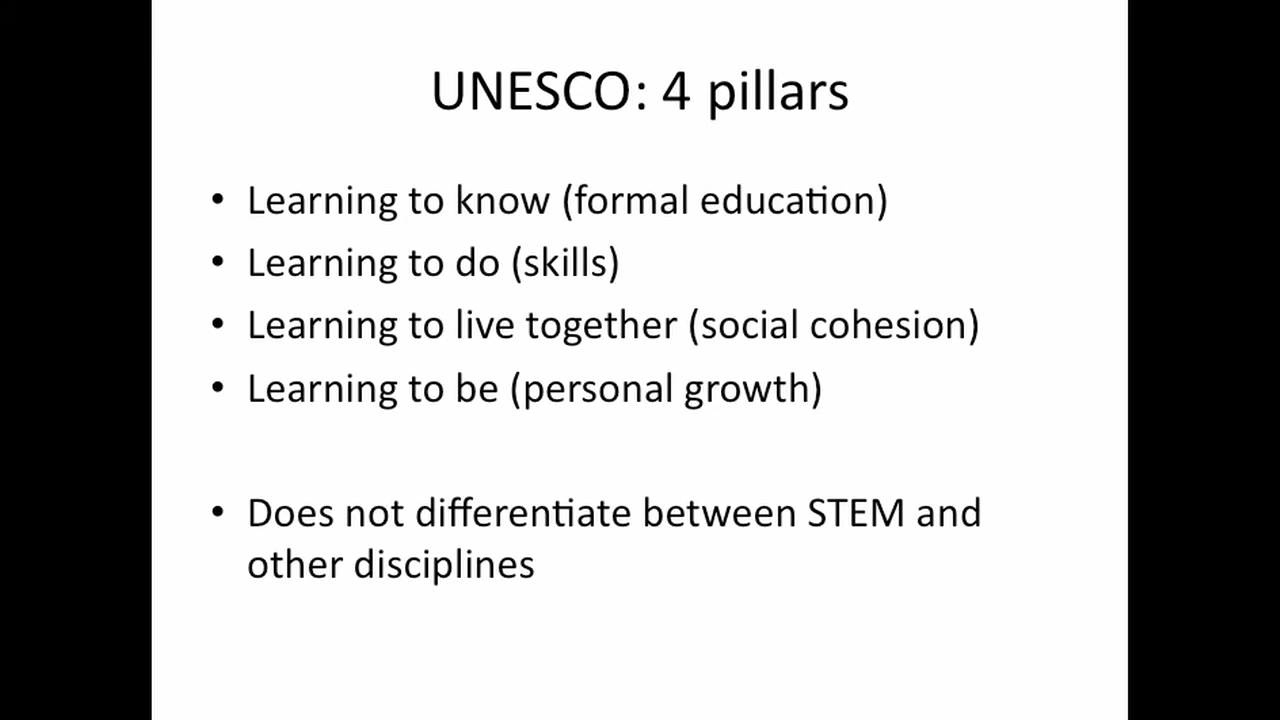 UNESCO: 4 pillars
• Learning to know (formal education)
• Learning to do (skills)
• Learning to live together (social cohesion)
• Learning to be (personal growth)
• Does not differentiate between STEM and
other disciplines